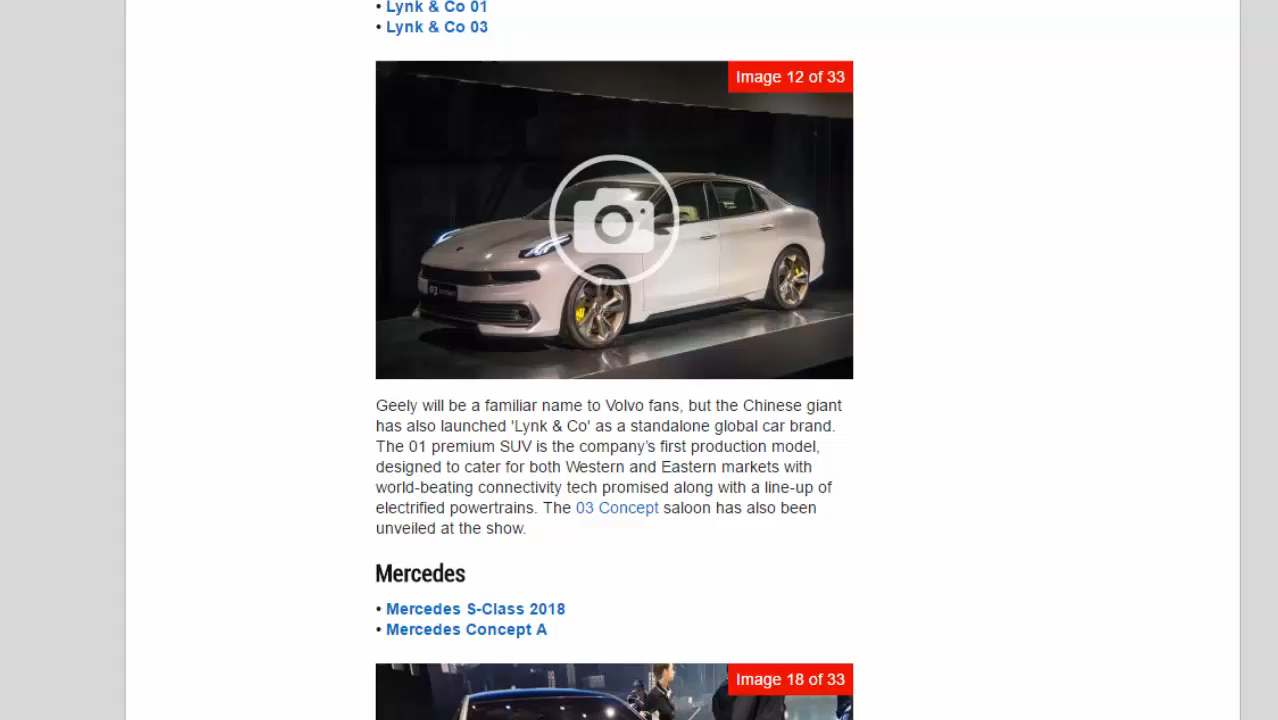 • Lynk & Co 01
• Lynk & Co 03
Image 12 of 33
Geely will be a familiar name to Volvo fans, but the Chinese giant
has also launched 'Lynk & Co' as a standalone global car brand.
The 01 premium SUV is the company's first production model,
designed to cater for both Western and Eastern markets with
world-beating connectivity tech promised along with a line-up of
electrified powertrains. The 03 Concept saloon has also been
unveiled at the show.
Mercedes
• Mercedes S-Class 2018
• Mercedes Concept A
Image 18 of 33